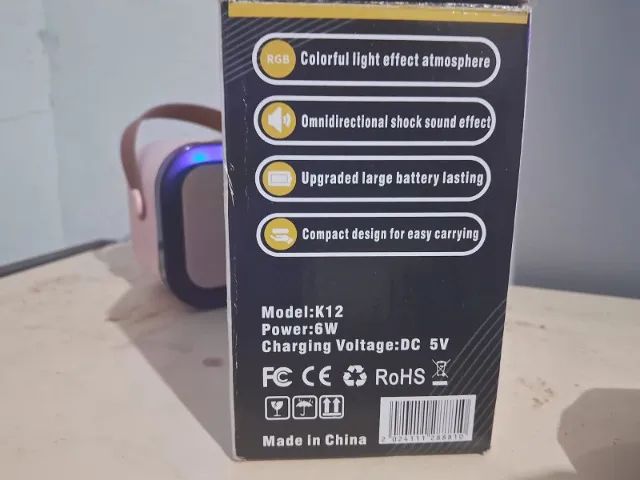 RGB Colorful light effect atmosphere
Omnidirectional shock sound effect
Upgraded large battery lasting
Compact design for easy carrying
Model:K12
Power:6W
Charging Voltage:DC 5V
FC CE RoHS
Made in China
2024111288810